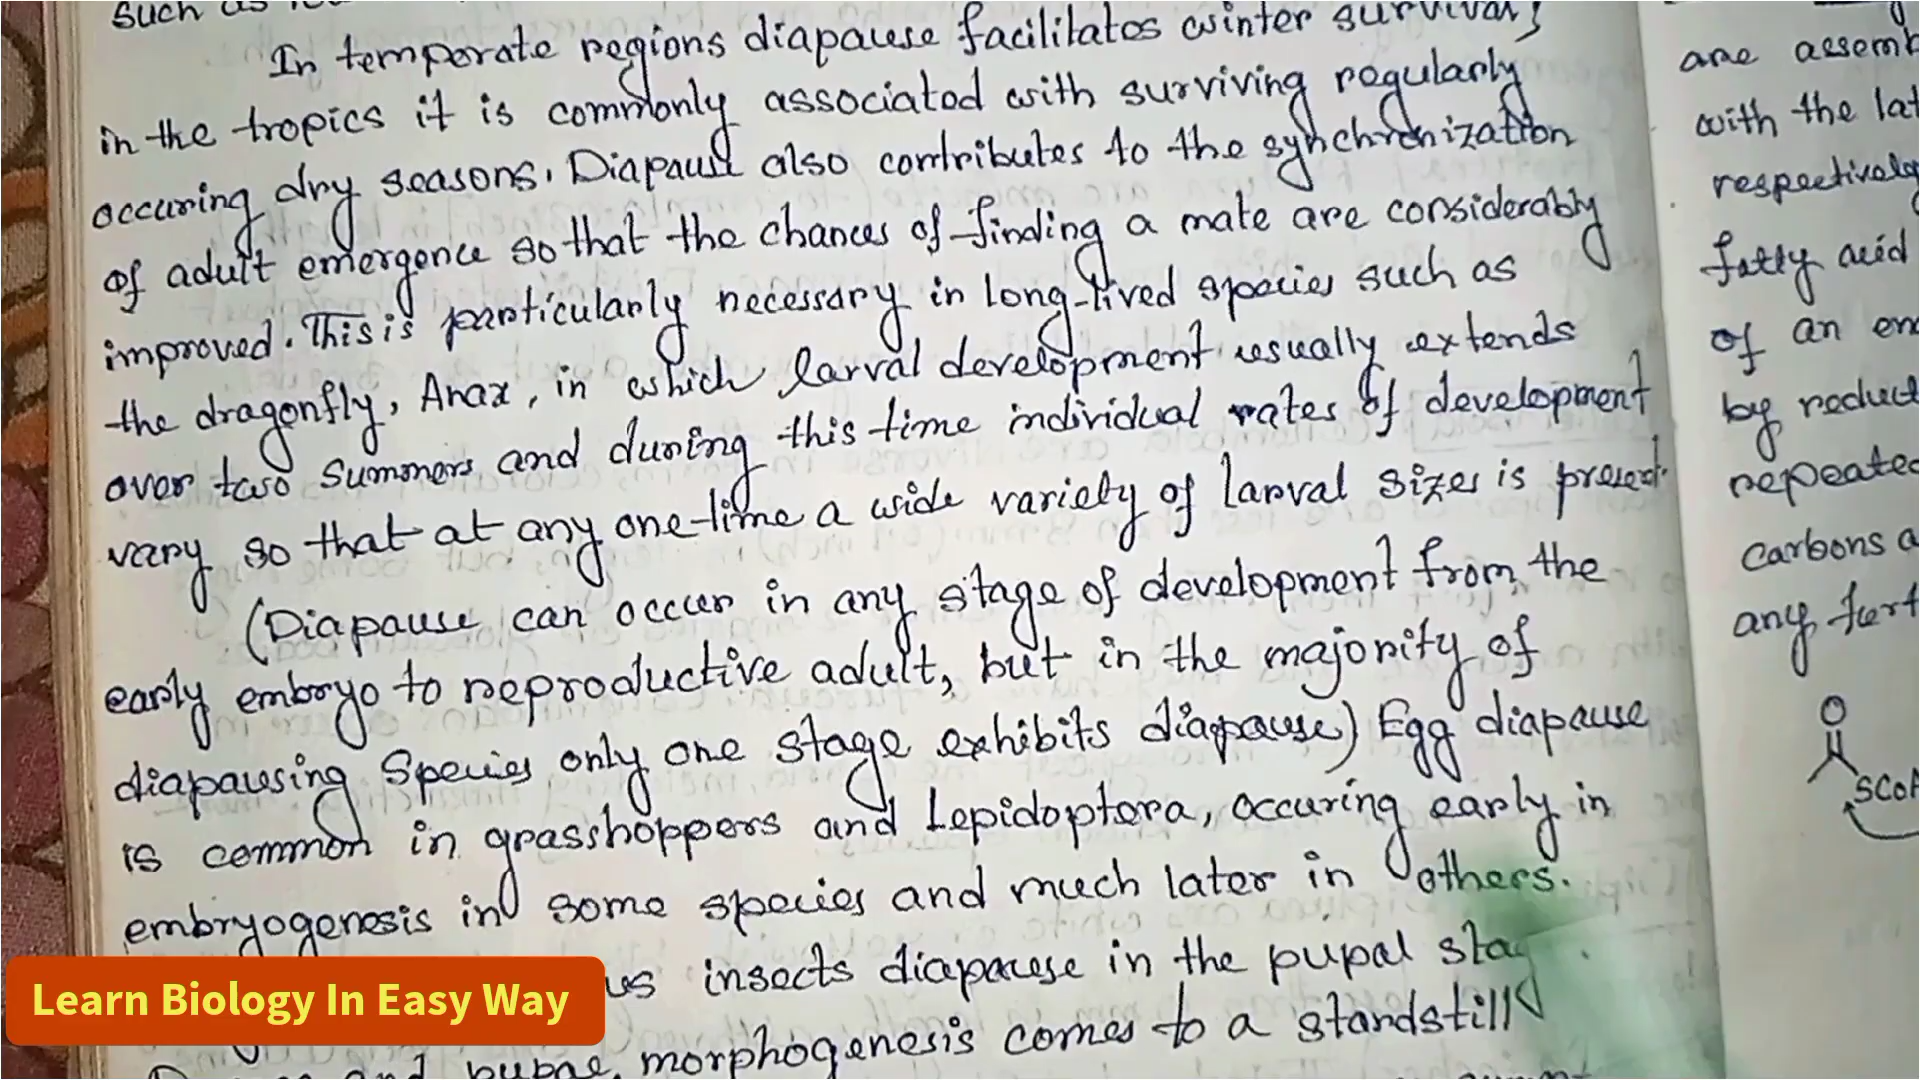 such as
In temperate regions diapause facilitates winter survival;
in the tropics it is commonly associated with surviving regularly
occuring dry seasons. Diapause also contributes to the synchronization
of adult emergence so that the chances of finding a mate are considerably
improved. This is particularly necessary in long-lived species such as
the dragonfly, Anax, in which larval development usually extends
over two summers and during this time individual rates of development
vary so that at any one-time a wide variety of larval sizes is present.
(Diapause can occur in any stage of development from the
early embryo to reproductive adult, but in the majority of
diapausing species only one stage exhibits diapause) Egg diapause
is common in grasshoppers and Lepidoptera, occuring early in
embryogenesis in some species and much later in others.
us insects diapause in the pupal stag
and pupae, morphogenesis comes to a standstill
are assemb
with the lat
respectively
fatty acid
of an en
by reduct
repeated
carbons a
any furt
O
SCoA
Learn Biology In Easy Way